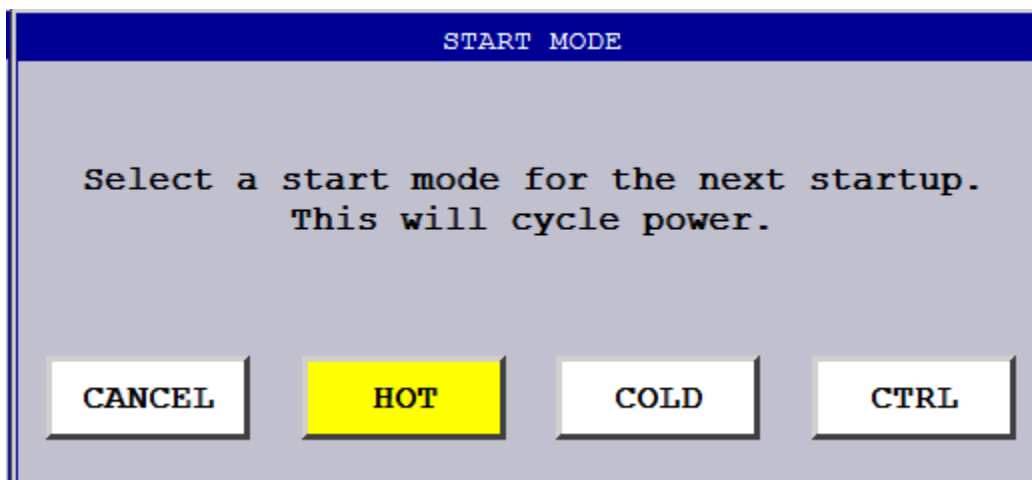 START MODE
Select a start mode for the next startup.
This will cycle power.
CANCEL HOT COLD CTRL